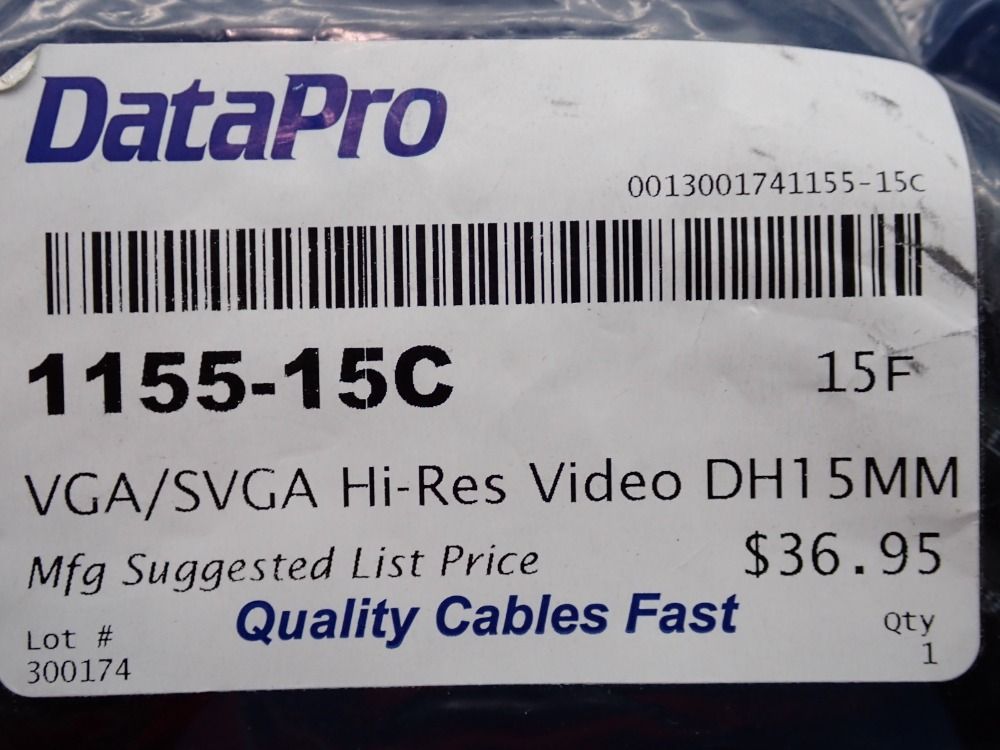 DataPro
0013001741155-15C
1155-15C 15F
VGA/SVGA Hi-Res Video DH15MM
Mfg Suggested List Price $36.95
Quality Cables Fast
Lot # Qty
300174 1